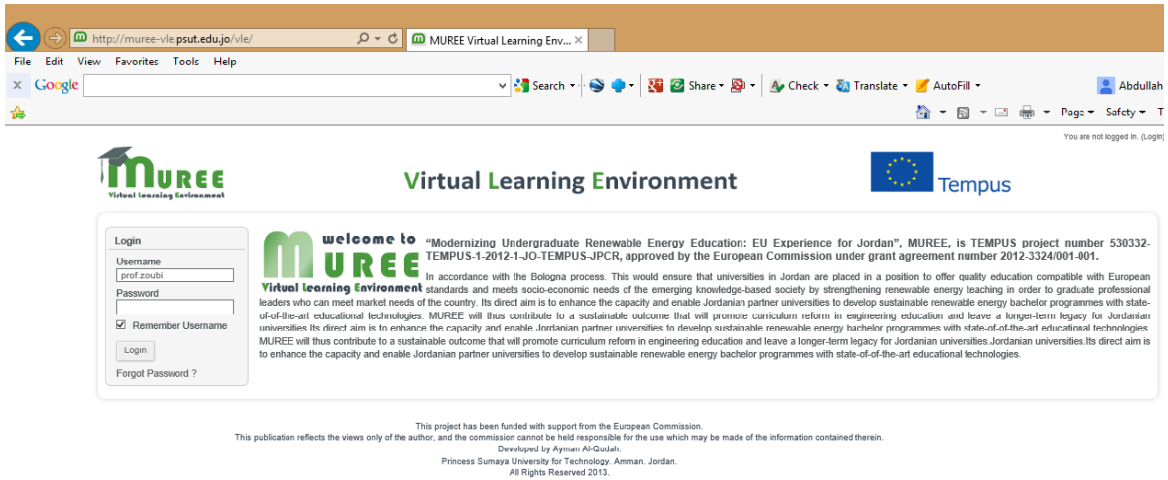 http://muree-vle.psut.edu.jo/vle/
MUREE Virtual Learning Env...
File Edit View Favorites Tools Help
x Google Search Share Check Translate AutoFill Abdullah
Page Safety T
You are not logged in. (Login)
MUREE
Virtual Learning Environment
Virtual Learning Environment
Tempus
Login
Username
prof.zoubi
Password
Remember Username
Login
Forgot Password ?
welcome to
MUREE
Virtual Learning Environment
“Modernizing Undergraduate Renewable Energy Education: EU Experience for Jordan”, MUREE, is TEMPUS project number 530332-
TEMPUS-1-2012-1-JO-TEMPUS-JPCR, approved by the European Commission under grant agreement number 2012-3324/001-001.
In accordance with the Bologna process. This would ensure that universities in Jordan are placed in a position to offer quality education compatible with European
standards and meets socio-economic needs of the emerging knowledge-based society by strengthening renewable energy teaching in order to graduate professional
leaders who can meet market needs of the country. Its direct aim is to enhance the capacity and enable Jordanian partner universities to develop sustainable renewable energy bachelor programmes with state-
of-of-the-art educational technologies. MUREE will thus contribute to a sustainable outcome that will promote curriculum reform in engineering education and leave a longer-term legacy for Jordanian
universities Its direct aim is to enhance the capacity and enable Jordanian partner universities to develop sustainable renewable energy bachelor programmes with state-of-of-the-art educational technologies.
MUREE will thus contribute to a sustainable outcome that will promote curriculum reform in engineering education and leave a longer-term legacy for Jordanian universities.Jordanian universities.Its direct aim is
to enhance the capacity and enable Jordanian partner universities to develop sustainable renewable energy bachelor programmes with state-of-of-the-art educational technologies.
This project has been funded with support from the European Commission.
This publication reflects the views only of the author, and the commission cannot be held responsible for the use which may be made of the information contained therein.
Developed by Ayman Al-Qudah.
Princess Sumaya University for Technology. Amman. Jordan.
All Rights Reserved 2013.